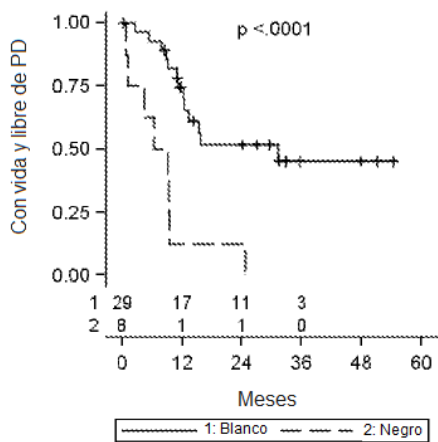 Con vida y libre de PD
1.00
p <.0001
0.75
0.50
0.25
0.00
1 29 17 11 3
2 8 1 1 0
0 12 24 36 48 60
Meses
1: Blanco 2: Negro